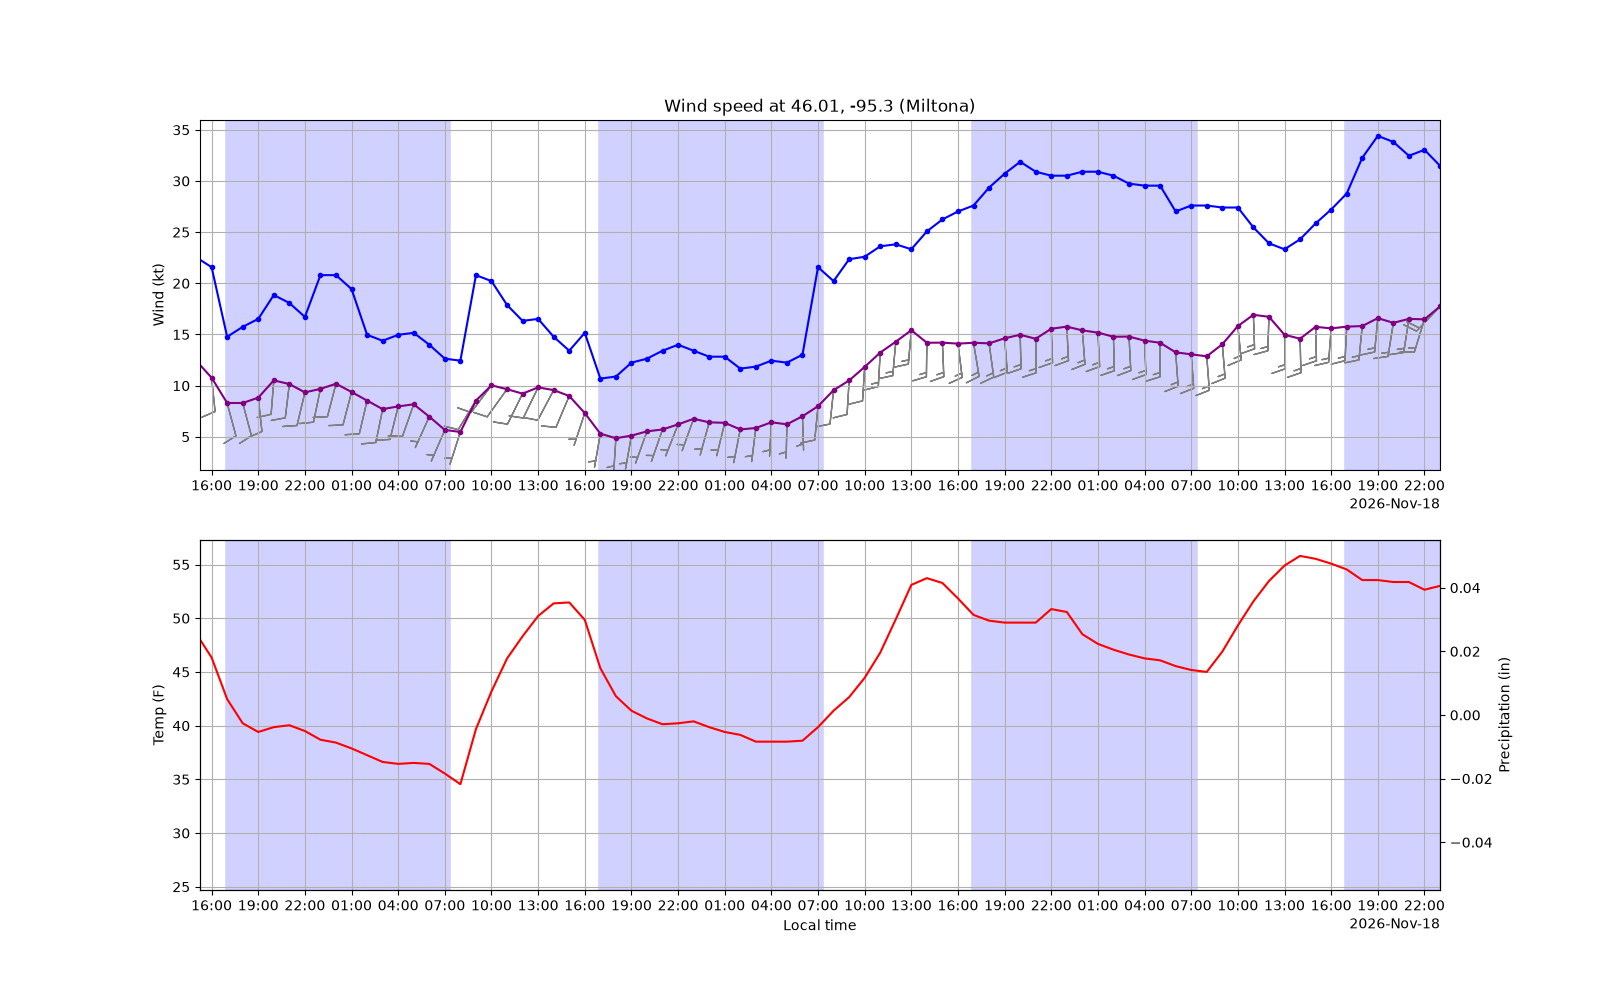 Wind speed at 46.01, -95.3 (Miltona)
35
30
25
20
15
10
5
Wind (kt)
16:00 19:00 22:00 01:00 04:00 07:00 10:00 13:00 16:00 19:00 22:00 01:00 04:00 07:00 10:00 13:00 16:00 19:00 22:00 01:00 04:00 07:00 10:00 13:00 16:00 19:00 22:00
2026-Nov-18
55
50
45
40
35
30
25
Temp (F)
0.04
0.02
0.00
−0.02
−0.04
Precipitation (in)
16:00 19:00 22:00 01:00 04:00 07:00 10:00 13:00 16:00 19:00 22:00 01:00 04:00 07:00 10:00 13:00 16:00 19:00 22:00 01:00 04:00 07:00 10:00 13:00 16:00 19:00 22:00
Local time
2026-Nov-18